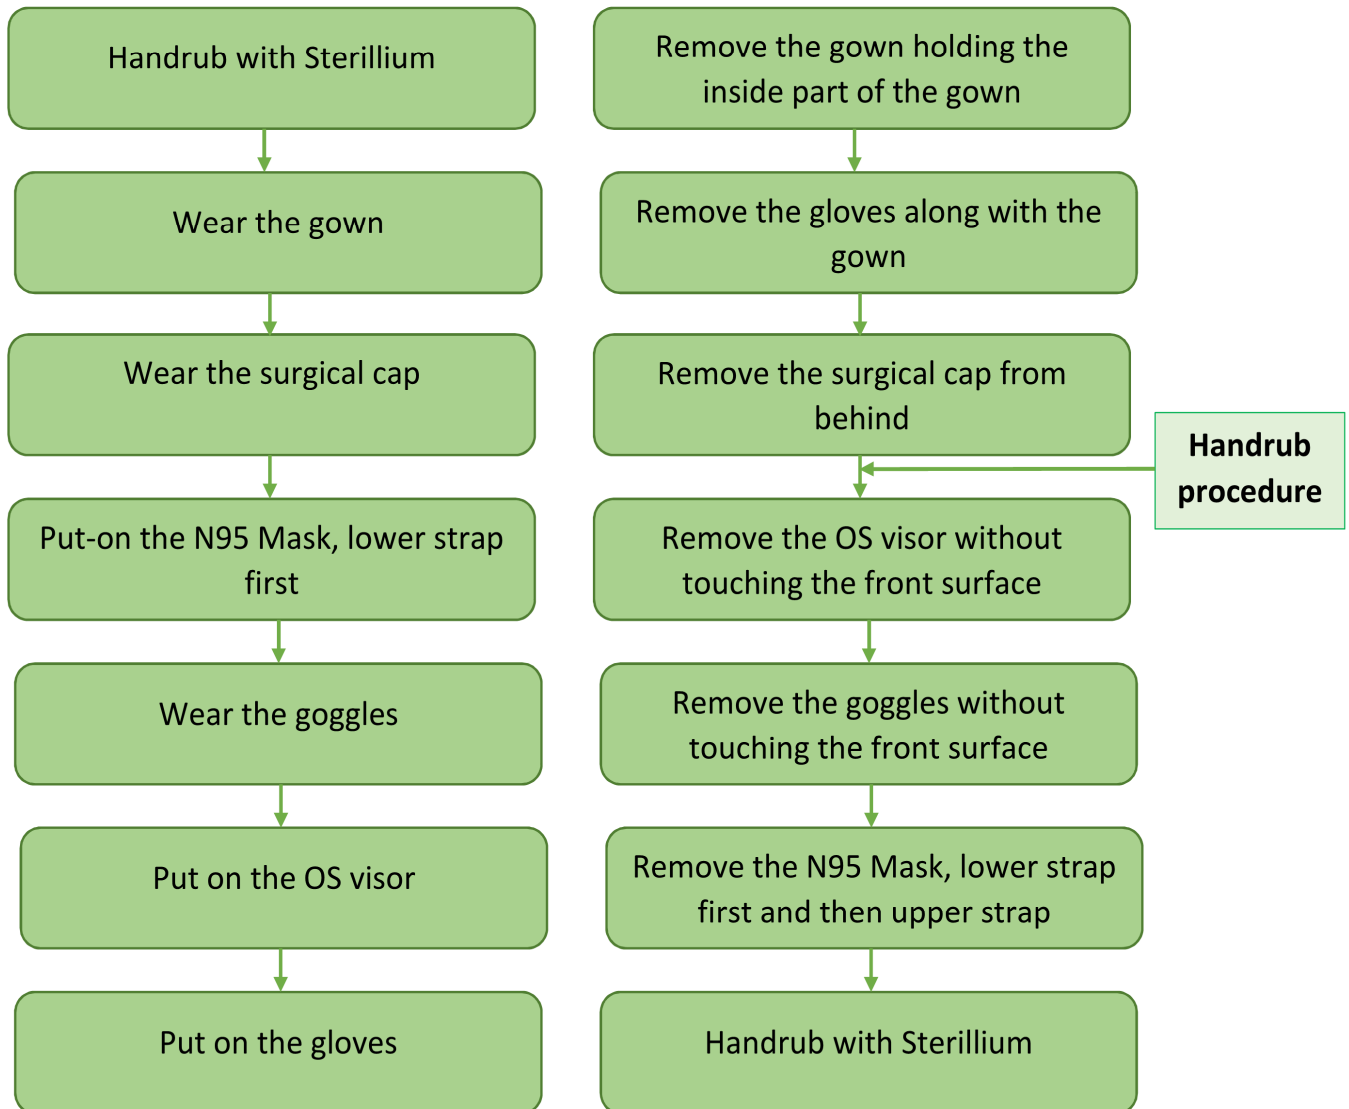 Handrub with Sterillium
Wear the gown
Wear the surgical cap
Put-on the N95 Mask, lower strap
first
Wear the goggles
Put on the OS visor
Put on the gloves
Remove the gown holding the
inside part of the gown
Remove the gloves along with the
gown
Remove the surgical cap from
behind
Handrub
procedure
Remove the OS visor without
touching the front surface
Remove the goggles without
touching the front surface
Remove the N95 Mask, lower strap
first and then upper strap
Handrub with Sterillium